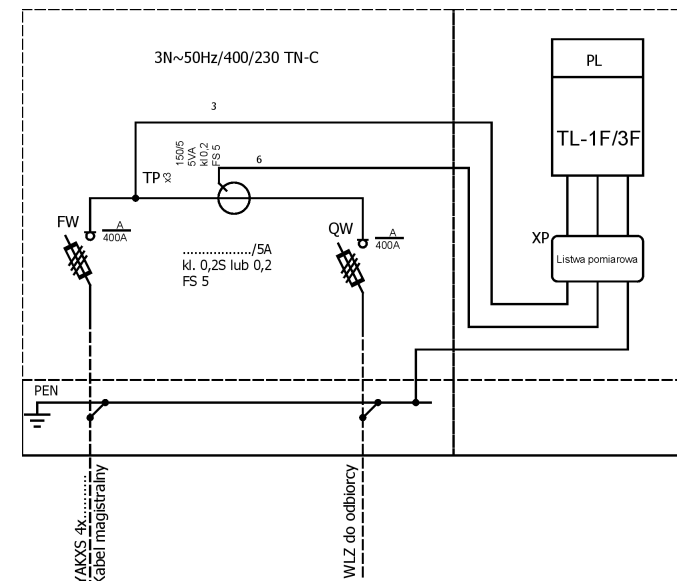 3N~50Hz/400/230 TN-C
PL
TL-1F/3F
3
150/5
5VA
kl 0,2
FS 5
6
TP x3
FW
A
400A
QW
A
400A
XP
Listwa pomiarowa
.................../5A
kl. 0,2S lub 0,2
FS 5
PEN
YAKXS 4x..........
Kabel magistralny
WLZ do odbiorcy